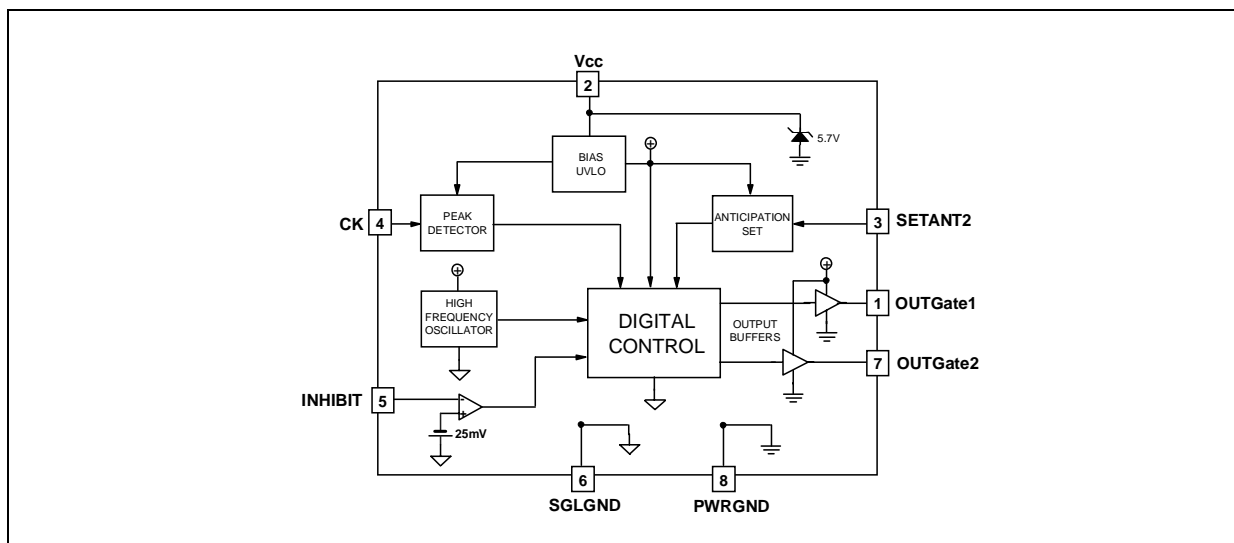 Vcc
2
5.7V
BIAS
UVLO
CK
4
PEAK
DETECTOR
ANTICIPATION
SET
3
SETANT2
HIGH
FREQUENCY
OSCILLATOR
DIGITAL
CONTROL
OUTPUT
BUFFERS
1
OUTGate1
7
OUTGate2
INHIBIT
5
-
+
25mV
6
SGLGND
8
PWRGND